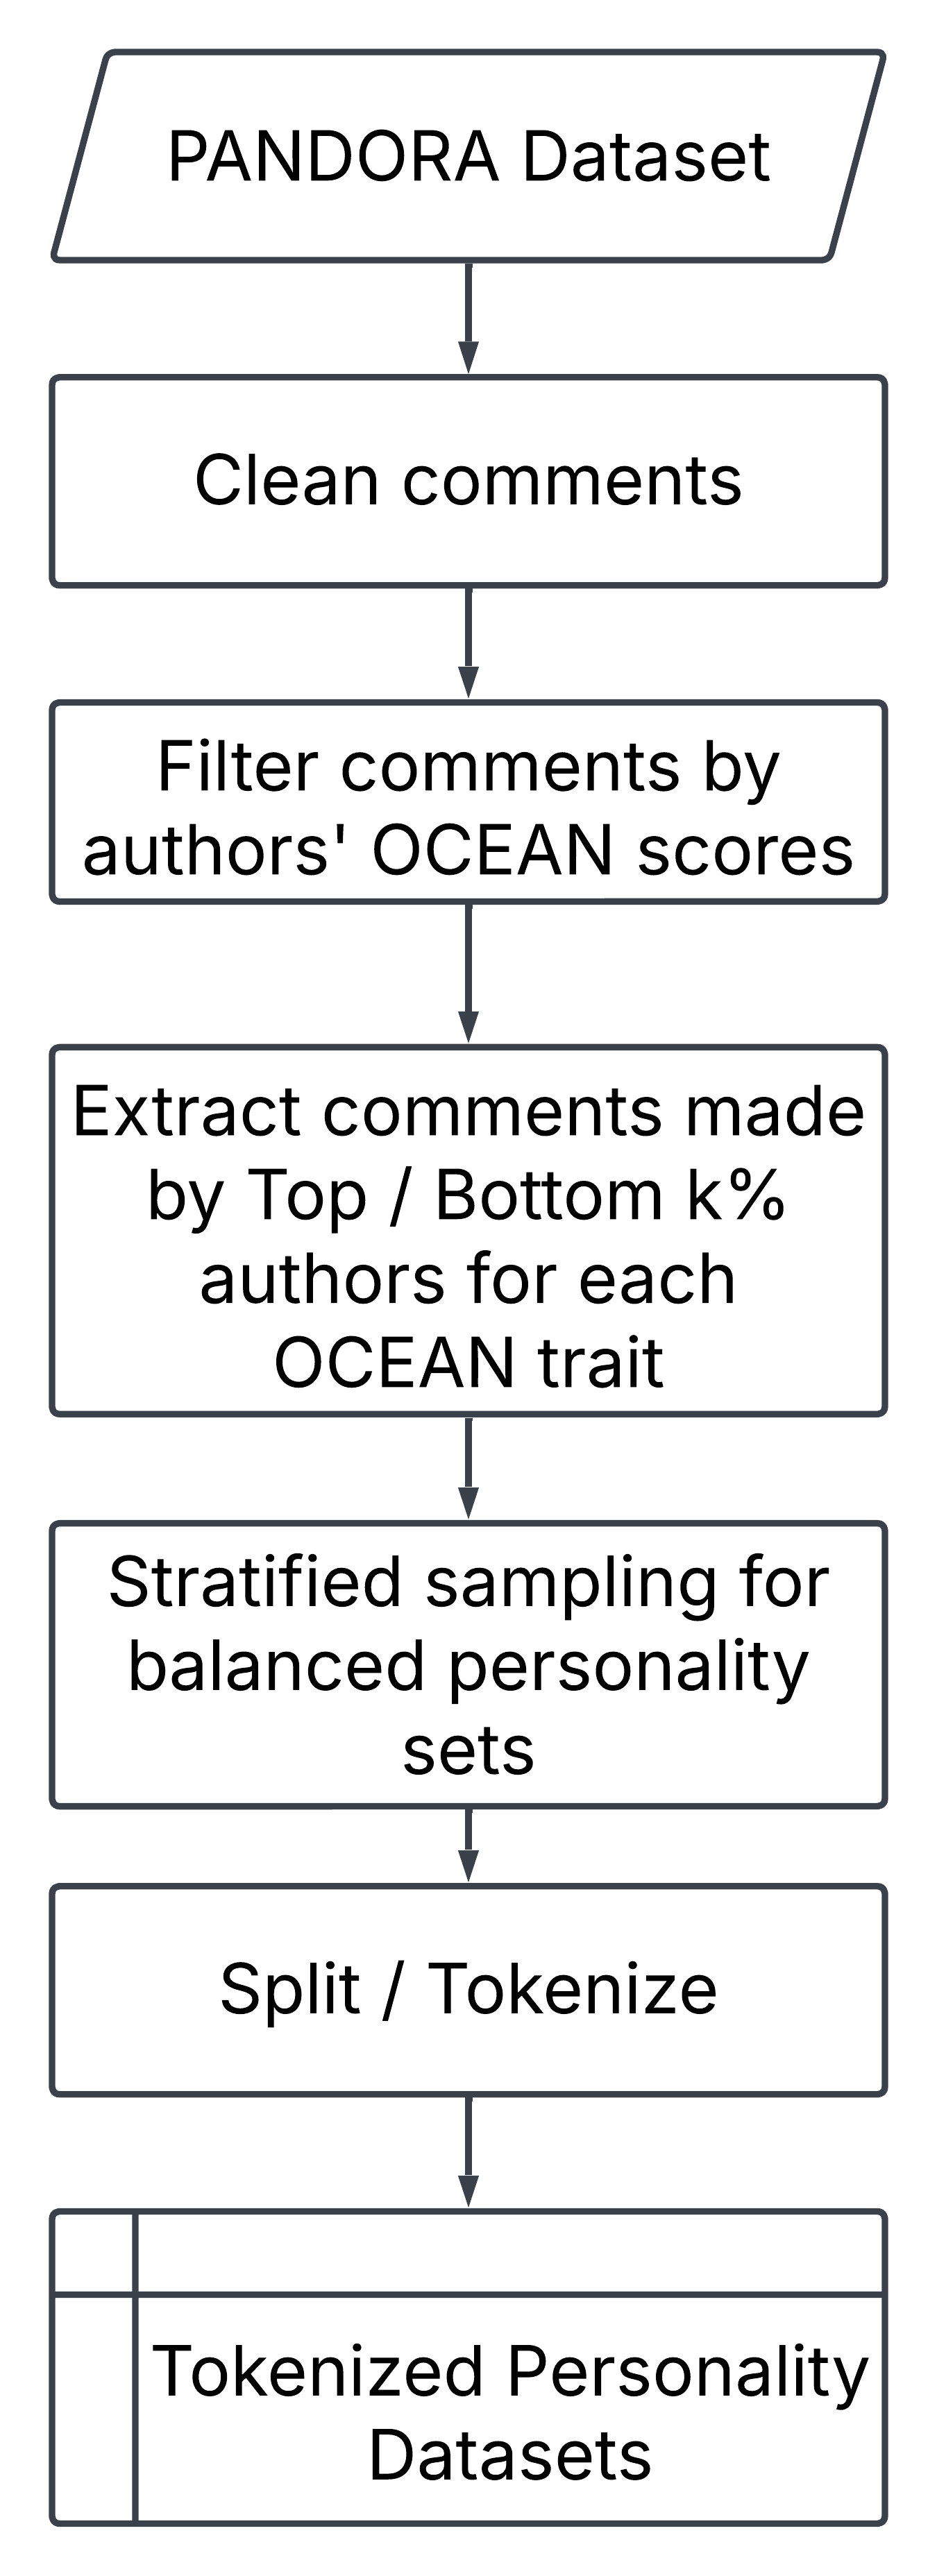 PANDORA Dataset
Clean comments
Filter comments by
authors' OCEAN scores
Extract comments made
by Top / Bottom k%
authors for each
OCEAN trait
Stratified sampling for
balanced personality
sets
Split / Tokenize
Tokenized Personality
Datasets